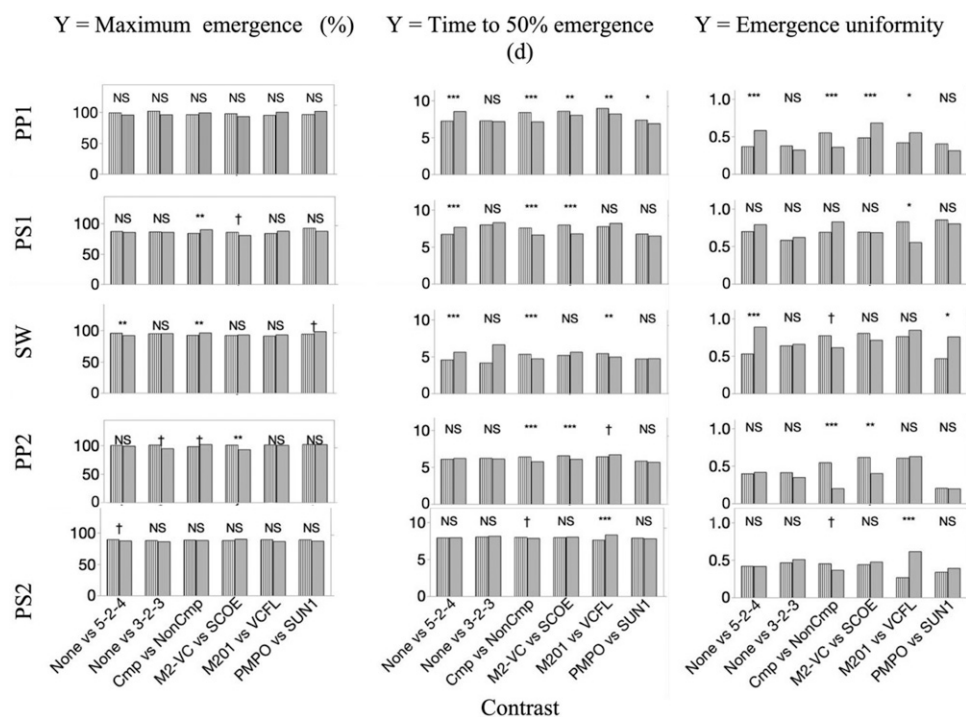 Y = Maximum emergence (%)
Y = Time to 50% emergence (d)
Y = Emergence uniformity
PP1
100
50
0
NS NS NS NS NS NS
10
5
0
*** NS *** ** ** *
1.0
0.5
0
*** NS *** *** * NS
PS1
100
50
0
NS NS ** † NS NS
10
5
0
*** NS *** *** NS NS
1.0
0.5
0
NS NS NS NS * NS
SW
100
50
0
** NS ** NS NS †
10
5
0
*** NS *** NS ** NS
1.0
0.5
0
*** NS † NS NS *
PP2
100
50
0
NS † † ** NS NS
10
5
0
NS NS *** *** † NS
1.0
0.5
0
NS NS *** ** NS NS
PS2
100
50
0
† NS NS NS NS NS
10
5
0
NS NS † NS *** NS
1.0
0.5
0
NS NS † NS *** NS
None vs 5-2-4
None vs 3-2-3
Cmp vs NonCmp
M2-VC vs SCOE
M201 vs VCFL
PMPO vs SUN1
None vs 5-2-4
None vs 3-2-3
Cmp vs NonCmp
M2-VC vs SCOE
M201 vs VCFL
PMPO vs SUN1
None vs 5-2-4
None vs 3-2-3
Cmp vs NonCmp
M2-VC vs SCOE
M201 vs VCFL
PMPO vs SUN1
Contrast